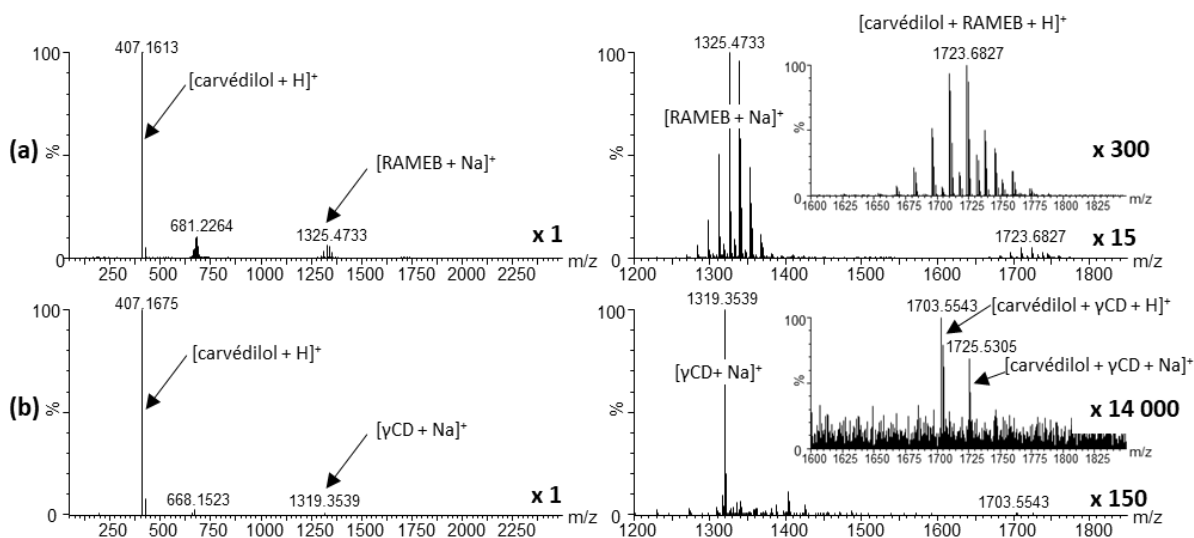 (a)
100
%
0
407.1613
[carvédilol + H]⁺
681.2264
[RAMEB + Na]⁺
1325.4733
x 1
250 500 750 1000 1250 1500 1750 2000 2250 m/z
100
%
0
1325.4733
[RAMEB + Na]⁺
1723.6827
x 15
1200 1300 1400 1500 1600 1700 1800 m/z
[carvédilol + RAMEB + H]⁺
1723.6827
100
%
0
x 300
1600 1625 1650 1675 1700 1725 1750 1775 1800 1825 m/z
(b)
100
%
0
407.1675
[carvédilol + H]⁺
668.1523
[γCD + Na]⁺
1319.3539
x 1
250 500 750 1000 1250 1500 1750 2000 2250 m/z
100
%
0
1319.3539
[γCD+ Na]⁺
1703.5543
x 150
1200 1300 1400 1500 1600 1700 1800 m/z
1703.5543
[carvédilol + γCD + H]⁺
1725.5305
[carvédilol + γCD + Na]⁺
100
%
0
x 14 000
1600 1625 1650 1675 1700 1725 1750 1775 1800 1825 m/z